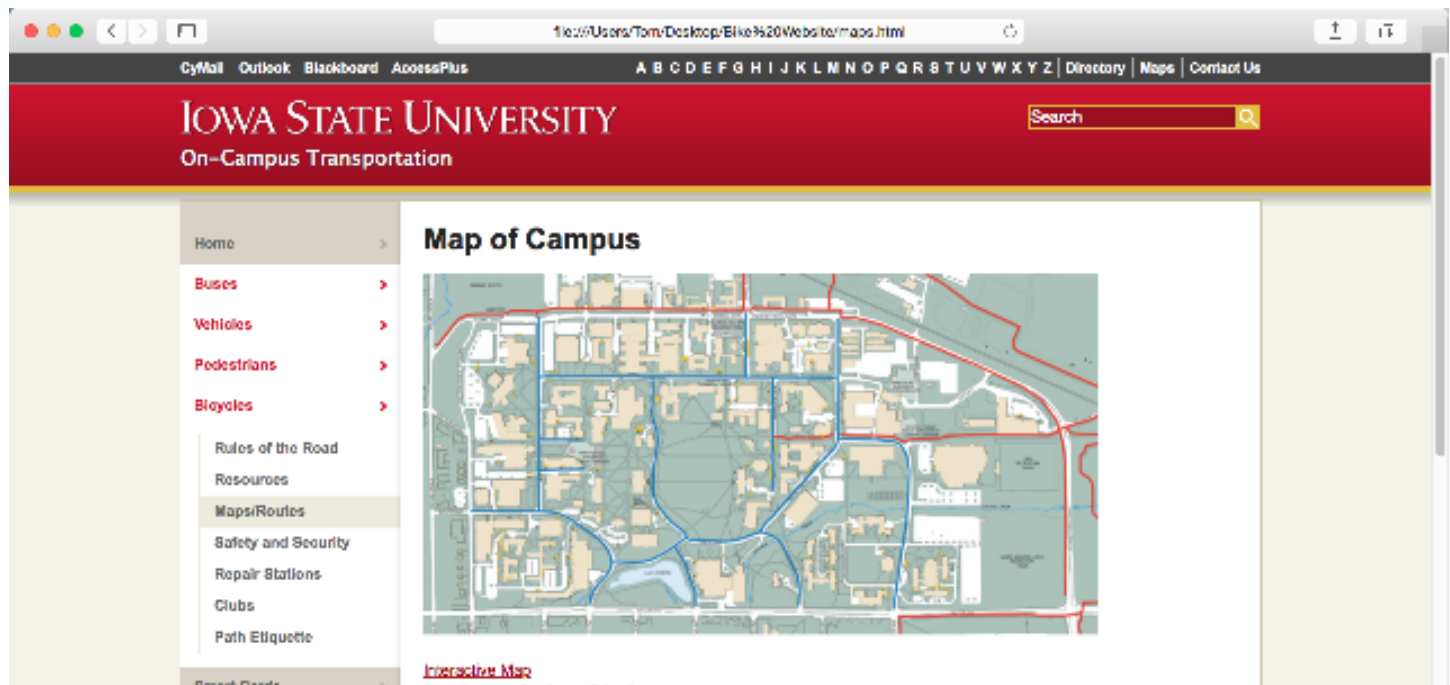 file:///Users/Tom/Desktop/Bike%20Website/maps.html
CyMail Outlook Blackboard AccessPlus A B C D E F G H I J K L M N O P Q R S T U V W X Y Z Directory Maps Contact Us
IOWA STATE UNIVERSITY
Search
On-Campus Transportation
Home
Map of Campus
Buses
Vehicles
Pedestrians
Bicycles
Rules of the Road
Resources
Maps/Routes
Safety and Security
Repair Stations
Clubs
Path Etiquette
Interactive Map